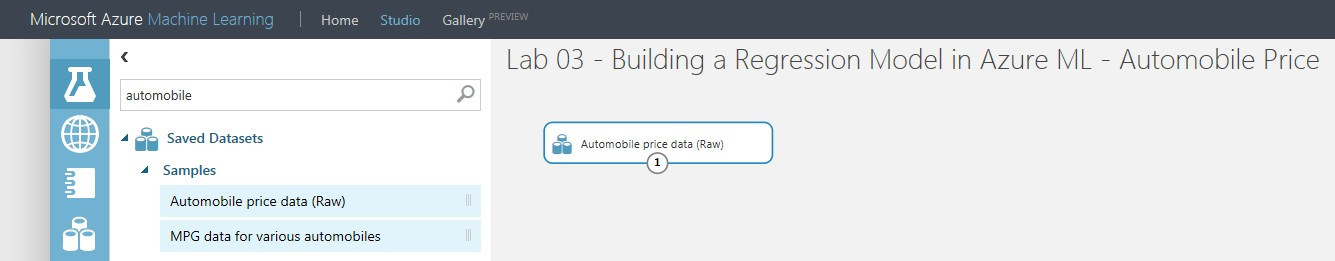 Microsoft Azure Machine Learning | Home Studio Gallery PREVIEW
automobile
Saved Datasets
Samples
Automobile price data (Raw)
MPG data for various automobiles
Lab 03 - Building a Regression Model in Azure ML - Automobile Price
Automobile price data (Raw)
1